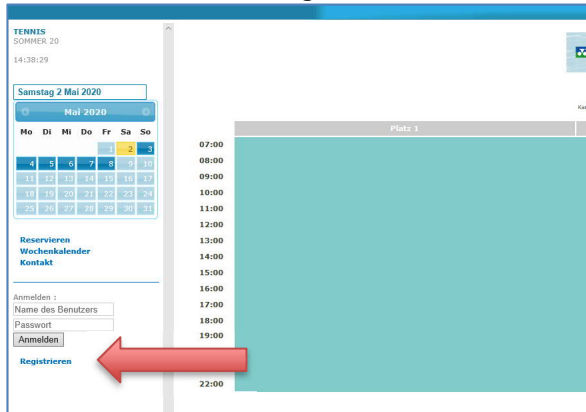 TENNIS
SOMMER 20
14:38:29
Samstag 2 Mai 2020
Mai 2020
Mo Di Mi Do Fr Sa So
1 2 3
4 5 6 7 8 9 10
11 12 13 14 15 16 17
18 19 20 21 22 23 24
25 26 27 28 29 30 31
Reservieren
Wochenkalender
Kontakt
Anmelden :
Name des Benutzers
Passwort
Anmelden
Registrieren
Platz 1
07:00
08:00
09:00
10:00
11:00
12:00
13:00
14:00
15:00
16:00
17:00
18:00
19:00
22:00